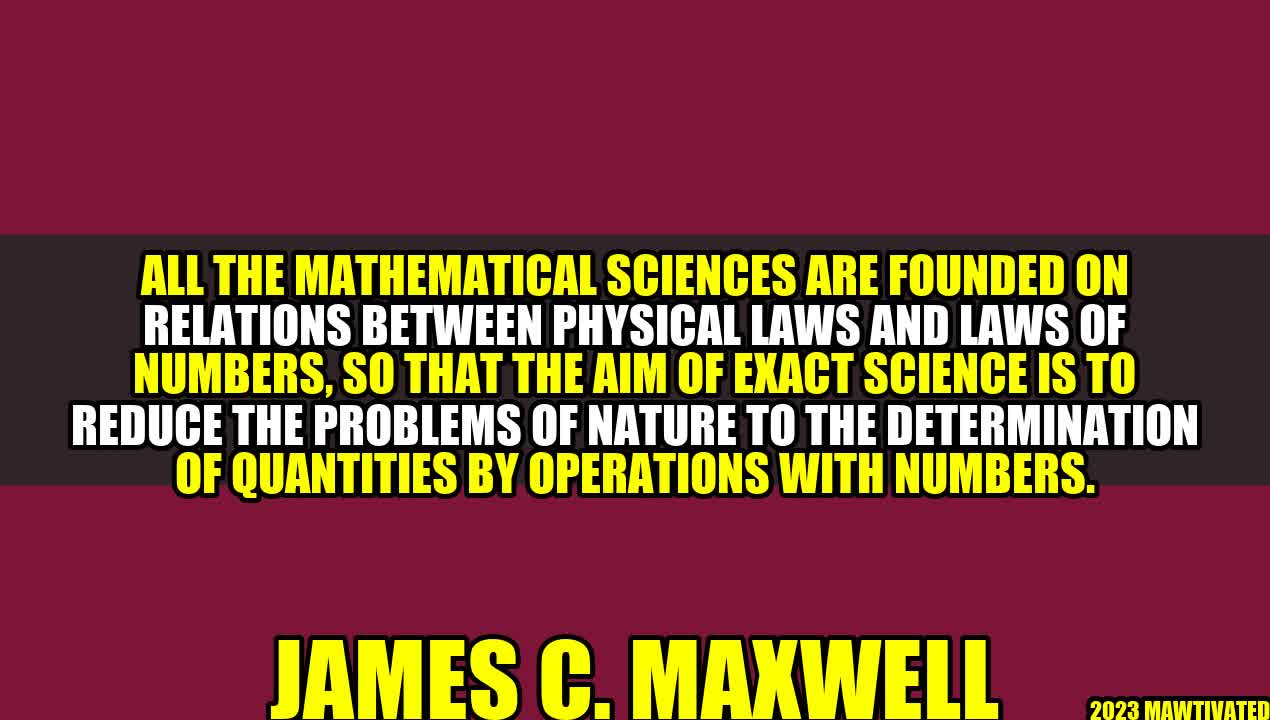 ALL THE MATHEMATICAL SCIENCES ARE FOUNDED ON
RELATIONS BETWEEN PHYSICAL LAWS AND LAWS OF
NUMBERS, SO THAT THE AIM OF EXACT SCIENCE IS TO
REDUCE THE PROBLEMS OF NATURE TO THE DETERMINATION
OF QUANTITIES BY OPERATIONS WITH NUMBERS.
JAMES C. MAXWELL
2023 MAWTIVATED